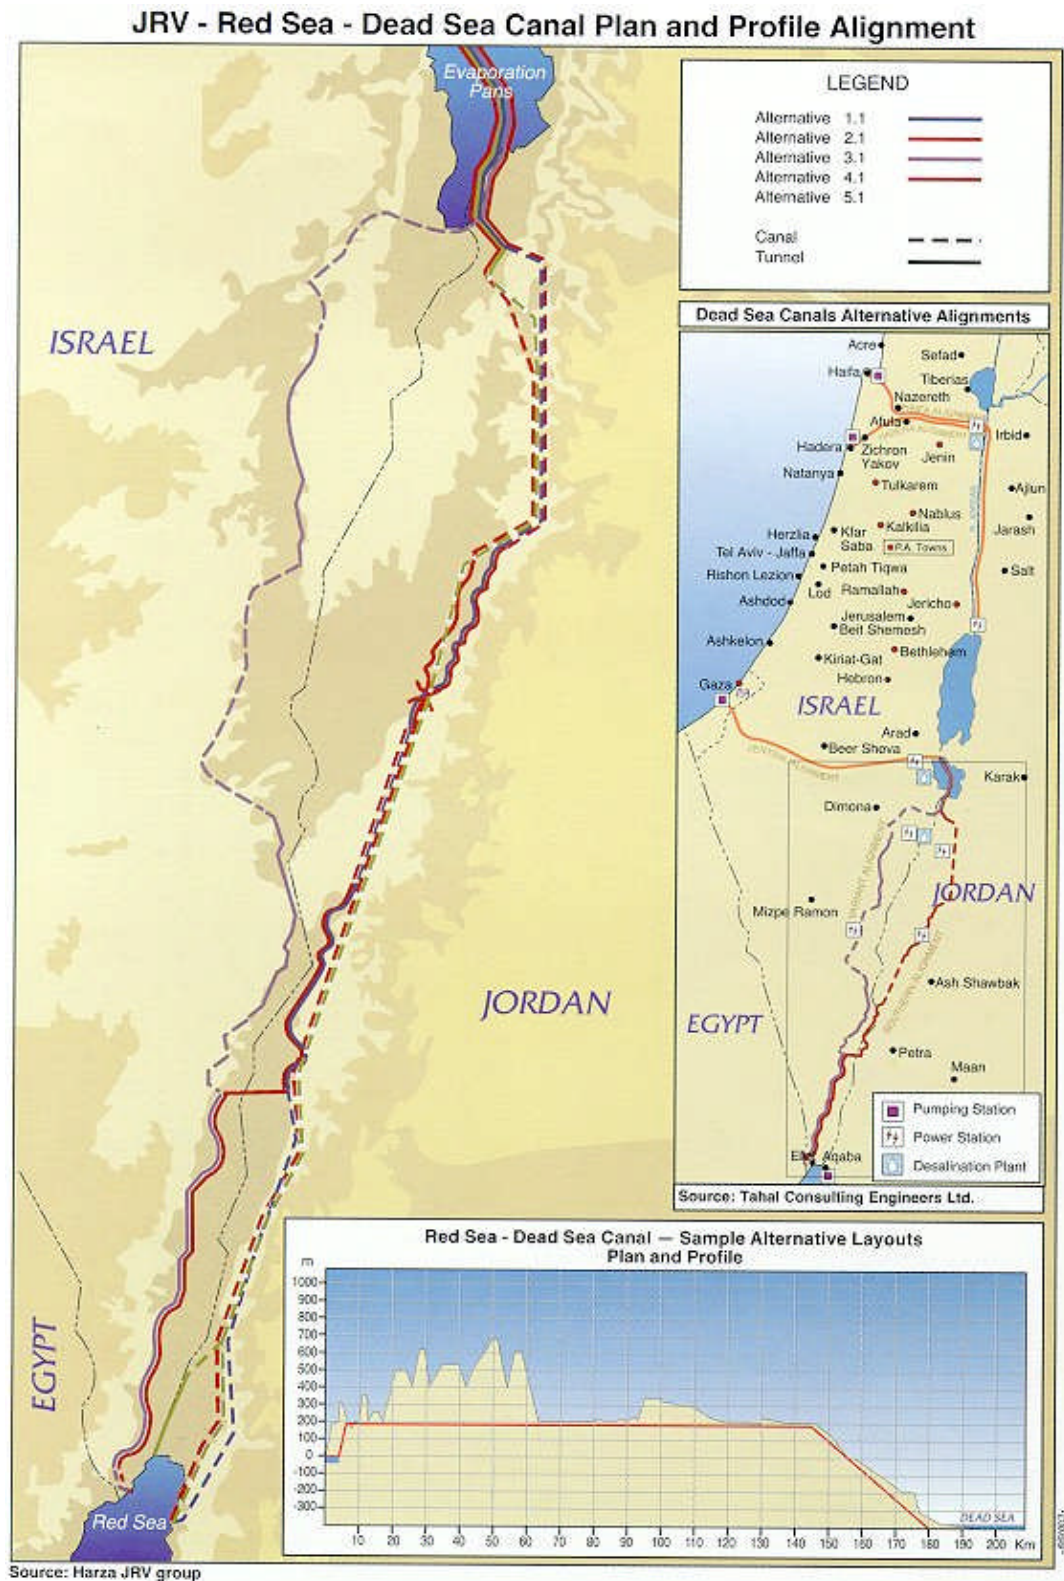 JRV - Red Sea - Dead Sea Canal Plan and Profile Alignment
Evaporation
Pans
ISRAEL
JORDAN
EGYPT
Red Sea
LEGEND
Alternative 1.1
Alternative 2.1
Alternative 3.1
Alternative 4.1
Alternative 5.1
Canal
Tunnel
Dead Sea Canals Alternative Alignments
Acre
Sefad
Haifa
Tiberias
Nazereth
Afula
Irbid
Hadera
Zichron
Yakov
Jenin
Natanya
Tulkarem
Ajlun
Nablus
Kalkilia
Jarash
Herzlia
Kfar
Saba
P.A. Towns
Tel Aviv - Jaffa
Petah Tiqwa
Salt
Rishon Lezion
Lod
Ramallah
Ashdod
Jericho
Jerusalem
Beit Shemesh
Ashkelon
Bethlehem
Kiriat-Gat
Hebron
Gaza
ISRAEL
Arad
Beer Sheva
Karak
Dimona
JORDAN
Mizpe Ramon
Ash Shawbak
EGYPT
Petra
Maan
Aqaba
Pumping Station
Power Station
Desalination Plant
Source: Tahal Consulting Engineers Ltd.
Red Sea - Dead Sea Canal — Sample Alternative Layouts
Plan and Profile
m
1000
900
800
700
600
500
400
300
200
100
0
-100
-200
-300
DEAD SEA
10 20 30 40 50 60 70 80 90 100 110 120 130 140 150 160 170 180 190 200 Km
Source: Harza JRV group